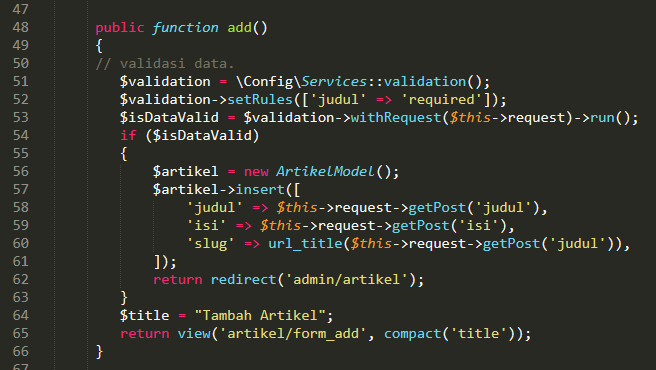 47
48 public function add()
49 {
50 // validasi data.
51 $validation = \Config\Services::validation();
52 $validation->setRules(['judul' => 'required']);
53 $isDataValid = $validation->withRequest($this->request)->run();
54 if ($isDataValid)
55 {
56 $artikel = new ArtikelModel();
57 $artikel->insert([
58 'judul' => $this->request->getPost('judul'),
59 'isi' => $this->request->getPost('isi'),
60 'slug' => url_title($this->request->getPost('judul')),
61 ]);
62 return redirect('admin/artikel');
63 }
64 $title = "Tambah Artikel";
65 return view('artikel/form_add', compact('title'));
66 }
67